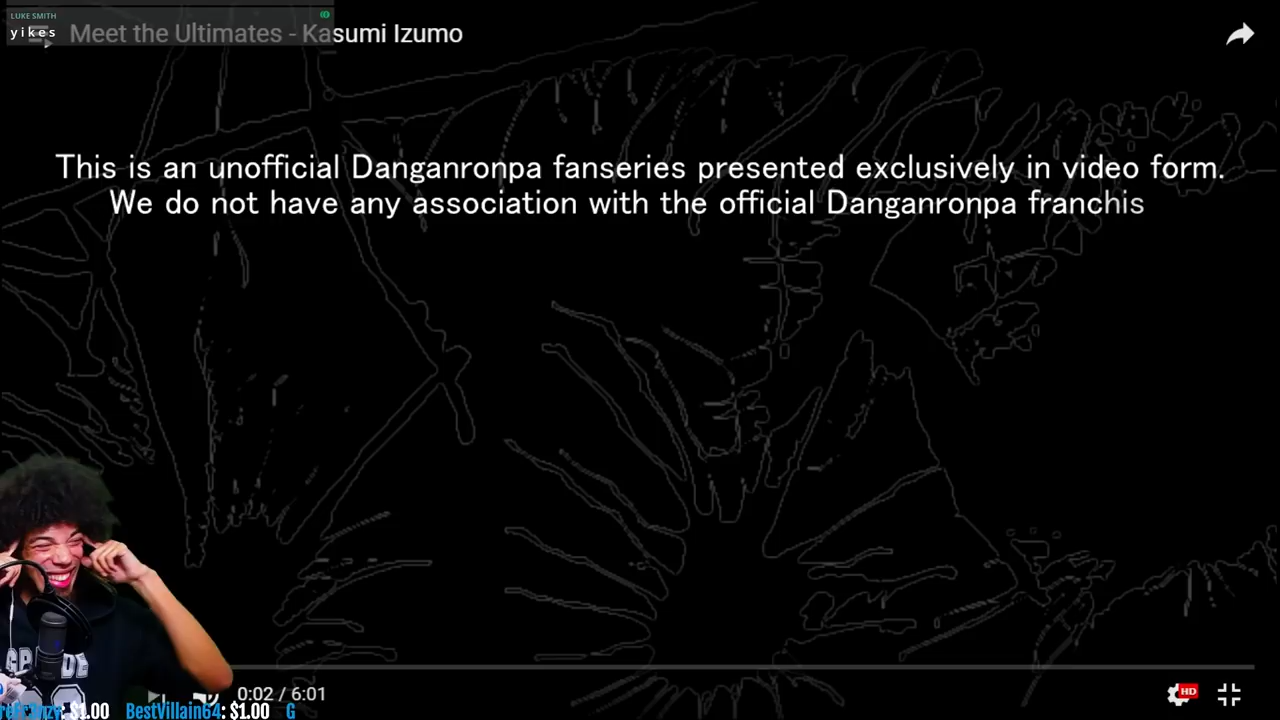 LUKE SMITH
yikes
Meet the Ultimates - Kasumi Izumo
This is an unofficial Danganronpa fanseries presented exclusively in video form.
We do not have any association with the official Danganronpa franchis
0:02 / 6:01
HD
$1.00 BestVillain64: $1.00 G